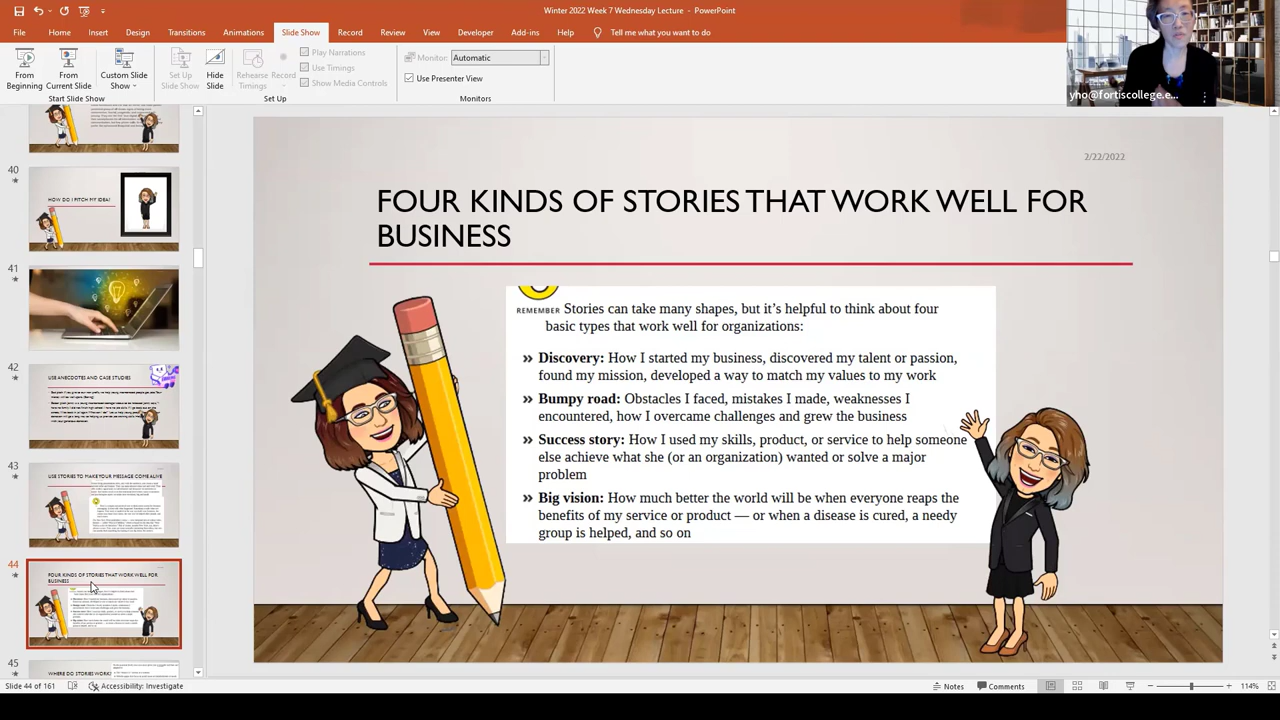 Winter 2022 Week 7 Wednesday Lecture - PowerPoint
File Home Insert Design Transitions Animations Slide Show Record Review View Developer Add-ins Help Tell me what you want to do
From Beginning
From Current Slide
Custom Slide Show
Start Slide Show
Set Up Slide Show
Hide Slide
Rehearse Timings
Record
Play Narrations
Use Timings
Show Media Controls
Set Up
Monitor: Automatic
Use Presenter View
Monitors
yho@fortiscollege.e...
40
HOW DO I PITCH MY IDEA?
41
42
USE ANECDOTES AND CASE STUDIES
43
USE STORIES TO MAKE YOUR MESSAGE COME ALIVE
44
FOUR KINDS OF STORIES THAT WORK WELL FOR
BUSINESS
45
WHERE DO STORIES WORK?
2/22/2022
FOUR KINDS OF STORIES THAT WORK WELL FOR
BUSINESS
REMEMBER Stories can take many shapes, but it's helpful to think about four
basic types that work well for organizations:
» Discovery: How I started my business, discovered my talent or passion,
found my mission, developed a way to match my values to my work
» Bumpy road: Obstacles I faced, mistakes I made, weaknesses I
encountered, how I overcame challenges and grew the business
» Success story: How I used my skills, product, or service to help someone
else achieve what she (or an organization) wanted or solve a major
problem
» Big vision: How much better the world will be when everyone reaps the
benefits of my service or product — or when a disease is cured, a needy
group is helped, and so on
Slide 44 of 161 Accessibility: Investigate Notes Comments 114%